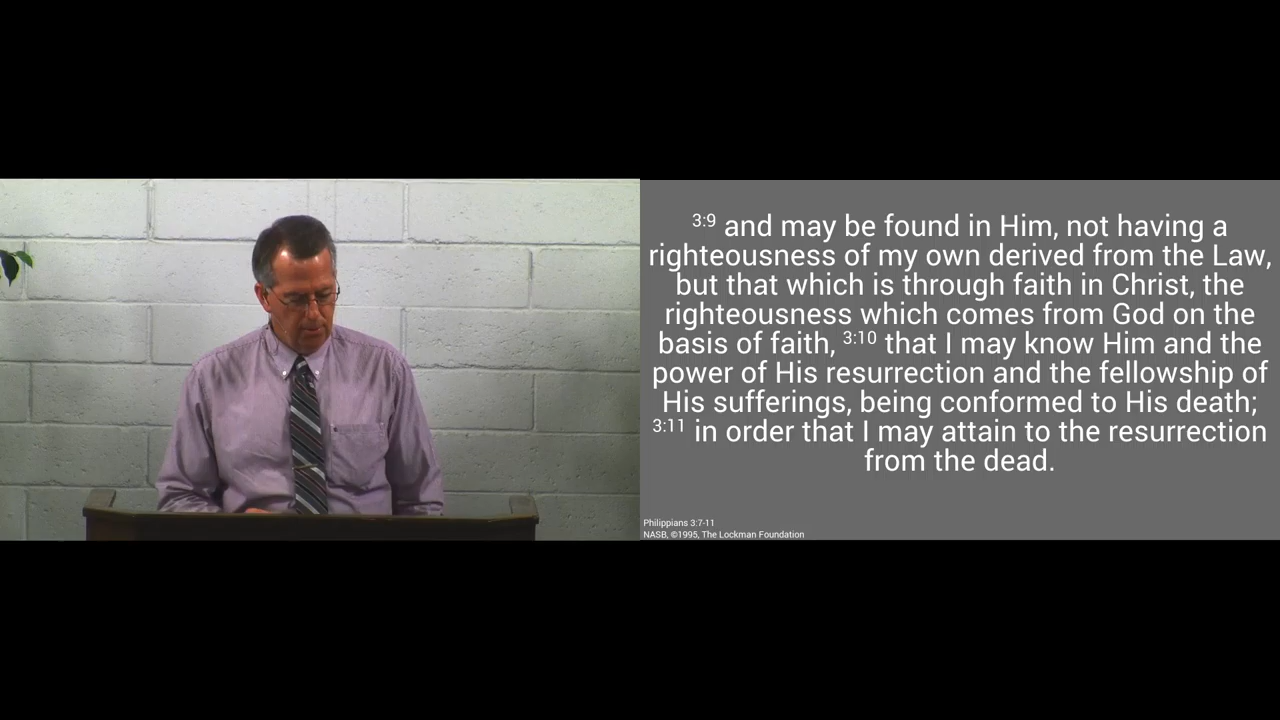 3:9 and may be found in Him, not having a
righteousness of my own derived from the Law,
but that which is through faith in Christ, the
righteousness which comes from God on the
basis of faith, 3:10 that I may know Him and the
power of His resurrection and the fellowship of
His sufferings, being conformed to His death;
3:11 in order that I may attain to the resurrection
from the dead.
Philippians 3:7-11
NASB, ©1995, The Lockman Foundation